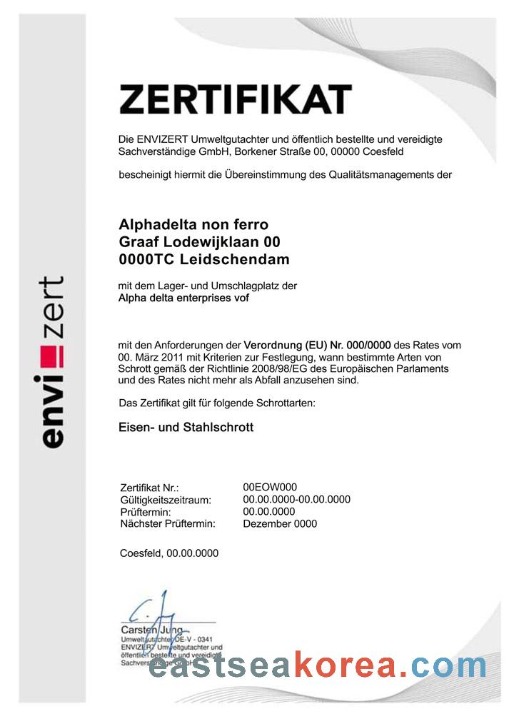 ZERTIFIKAT
Die ENVIZERT Umweltgutachter und öffentlich bestellte und vereidigte
Sachverständige GmbH, Borkener Straße 00, 00000 Coesfeld
bescheinigt hiermit die Übereinstimmung des Qualitätsmanagements der
Alphadelta non ferro
Graaf Lodewijklaan 00
0000TC Leidschendam
mit dem Lager- und Umschlagplatz der
Alpha delta enterprises vof
envizert
mit den Anforderungen der Verordnung (EU) Nr. 000/0000 des Rates vom
00. März 2011 mit Kriterien zur Festlegung, wann bestimmte Arten von
Schrott gemäß der Richtlinie 2008/98/EG des Europäischen Parlaments
und des Rates nicht mehr als Abfall anzusehen sind.
Das Zertifikat gilt für folgende Schrottarten:
Eisen- und Stahlschrott
Zertifikat Nr.: 00EOW000
Gültigkeitszeitraum: 00.00.0000-00.00.0000
Prüftermin: 00.00.0000
Nächster Prüftermin: Dezember 0000
Coesfeld, 00.00.0000
Carsten Jung
Umweltgutachter DE-V - 0341
ENVIZERT Umweltgutachter und
öffentlich bestellte und vereidigte
Sachverständige GmbH
eastseakorea.com